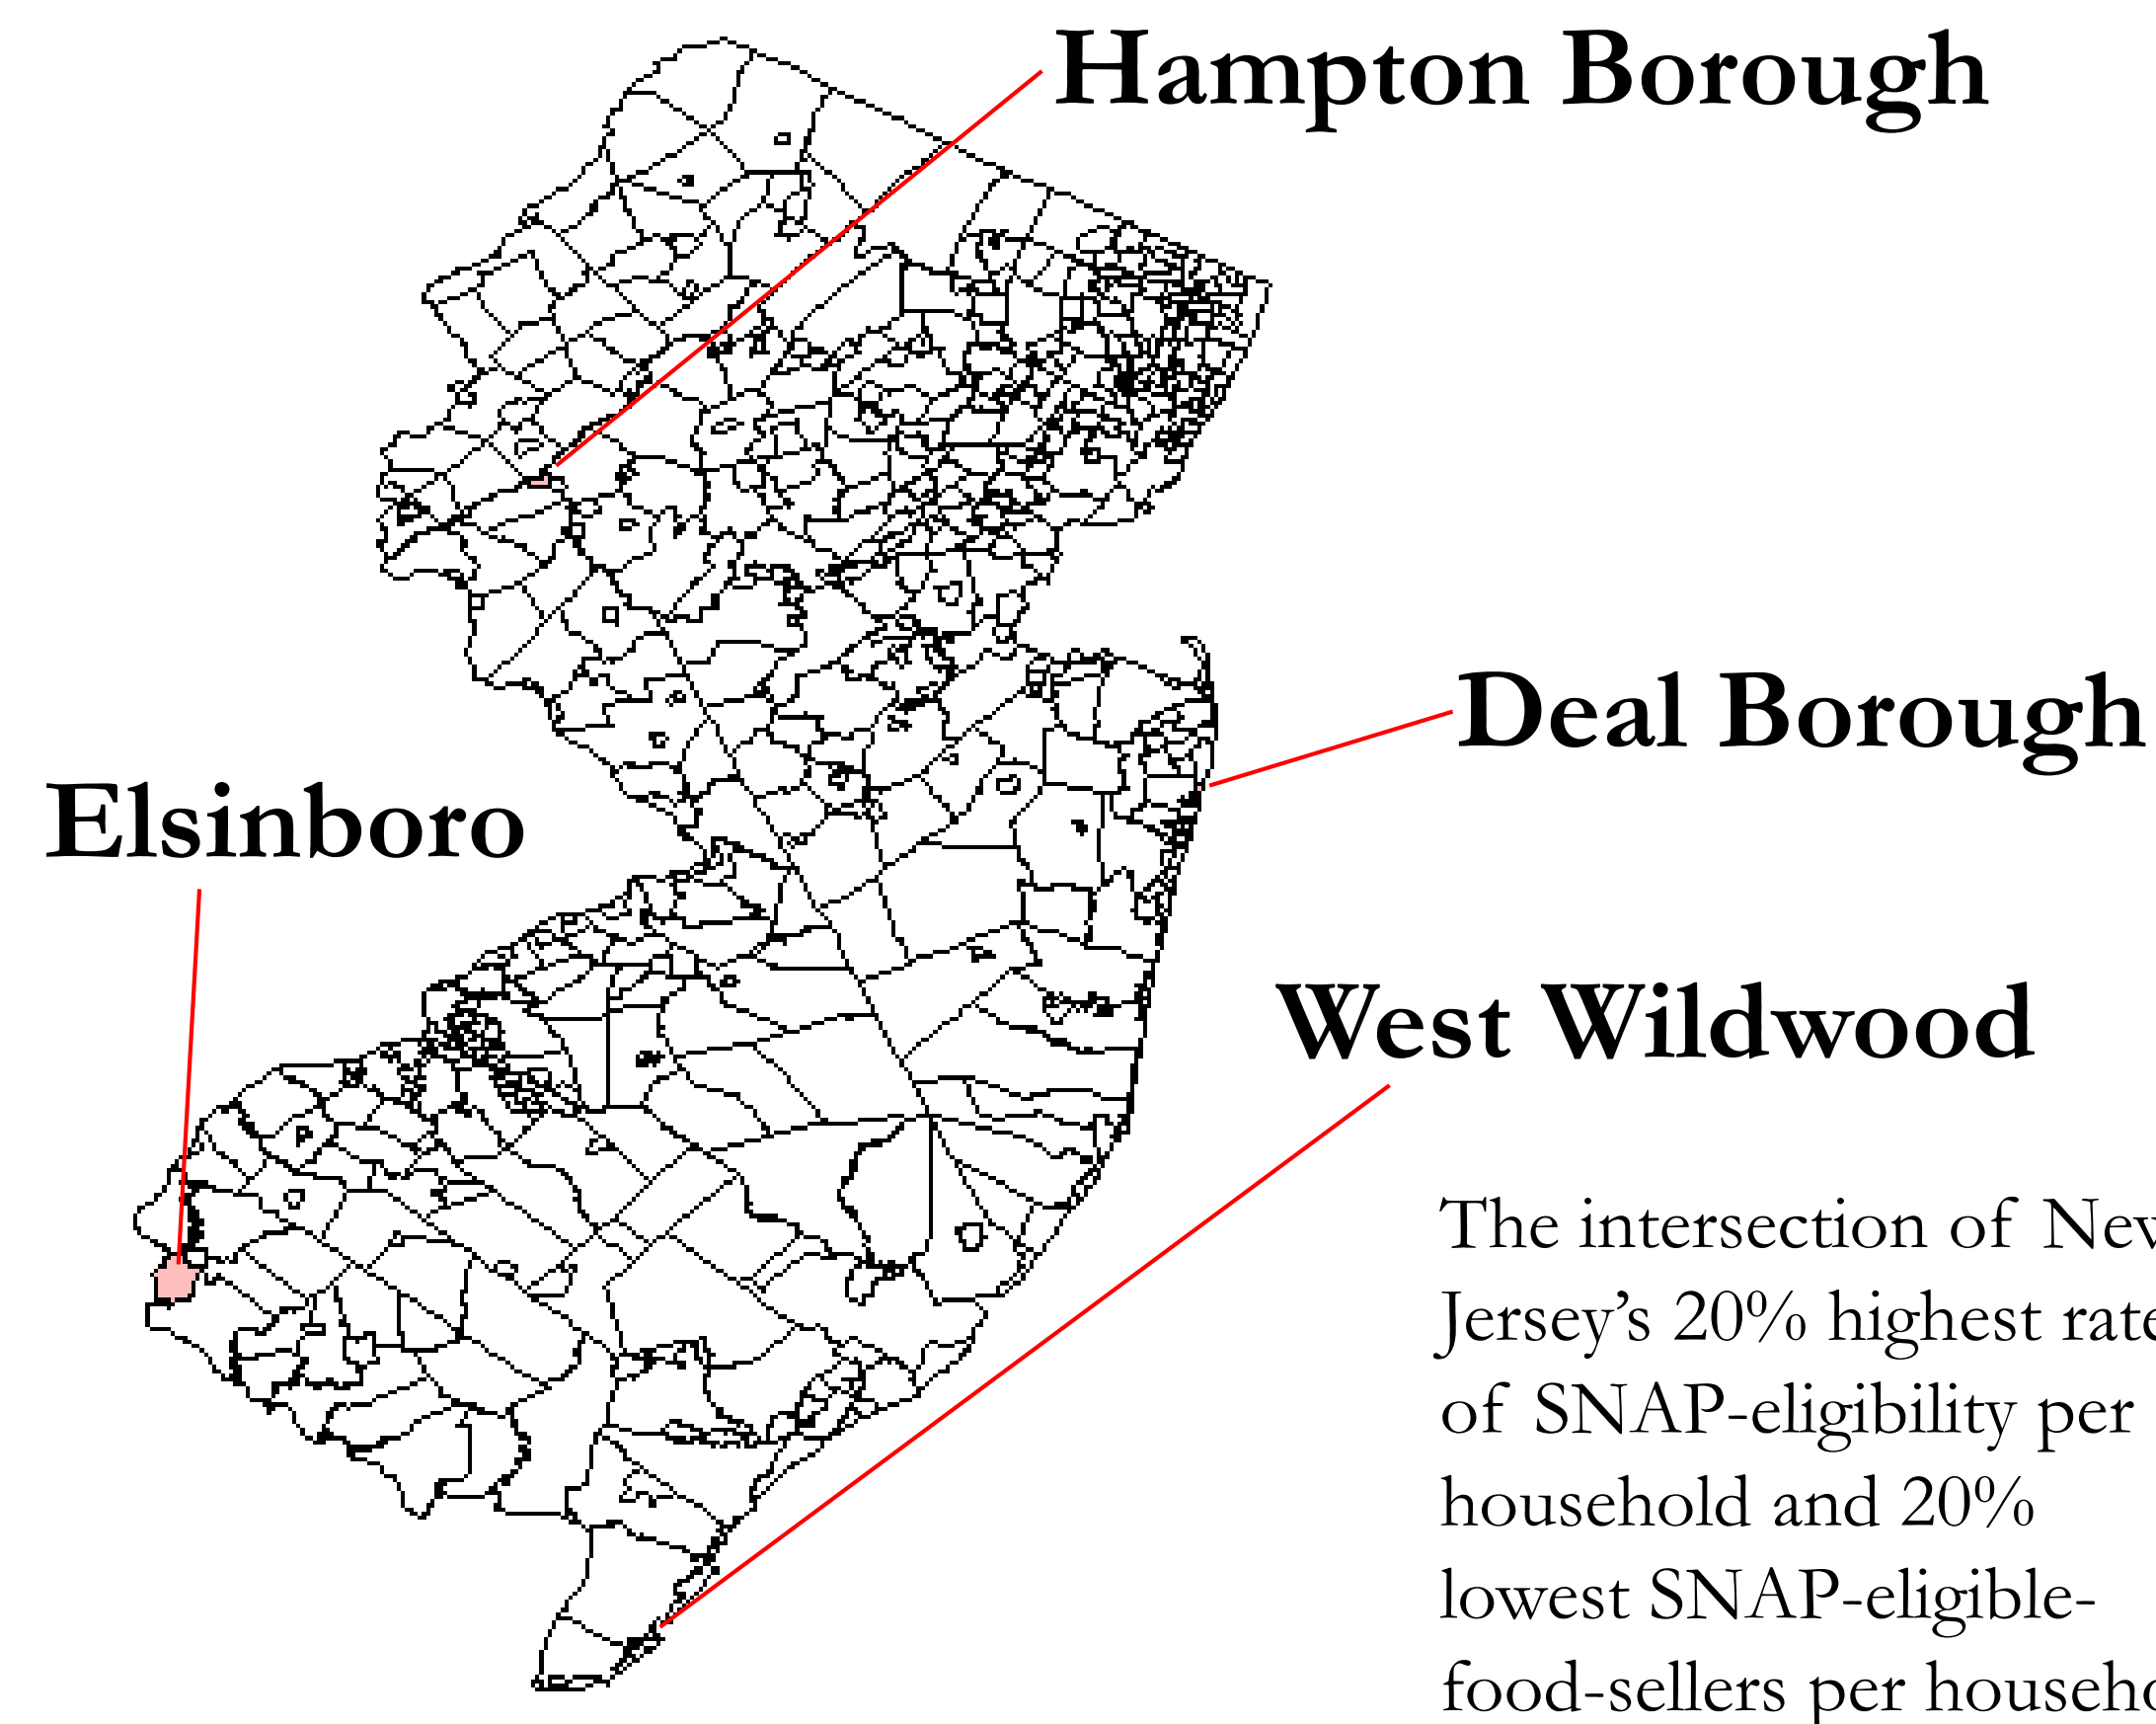 Hampton Borough
Deal Borough
Elsinboro
West Wildwood
The intersection of
Jersey's 20% highest
of SNAP-eligibility per
household and 20%
lowest SNAP-eligible-
food-sellers per